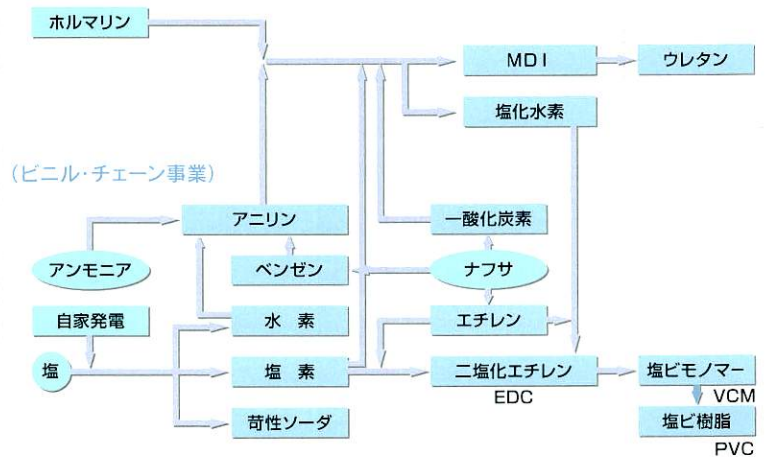 ホルマリン
MDI
ウレタン
塩化水素
(ビニル・チェーン事業)
アニリン
一酸化炭素
アンモニア
ベンゼン
ナフサ
自家発電
水 素
エチレン
塩
塩 素
二塩化エチレン
塩ビモノマー
EDC
VCM
苛性ソーダ
塩ビ樹脂
PVC